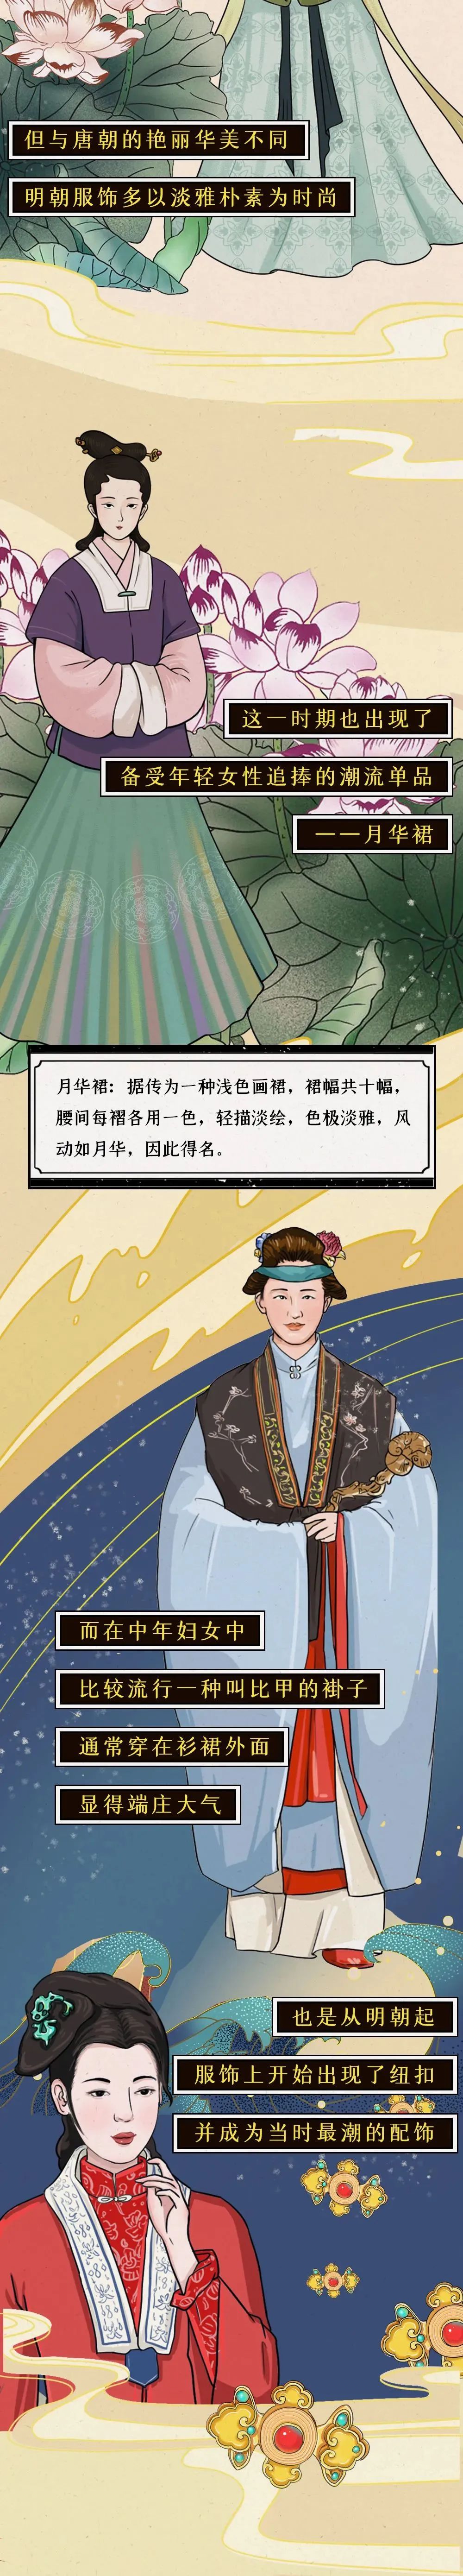 但与唐朝的艳丽华美不同
明朝服饰多以淡雅朴素为时尚
这一时期也出现了
备受年轻女性追捧的潮流单品
——月华裙
月华裙：据传为一种浅色画裙，裙幅共十幅，
腰间每褶各用一色，轻描淡绘，色极淡雅，风
动如月华，因此得名。
而在中年妇女中
比较流行一种叫比甲的褂子
通常穿在衫裙外面
显得端庄大气
也是从明朝起
服饰上开始出现了纽扣
并成为当时最潮的配饰